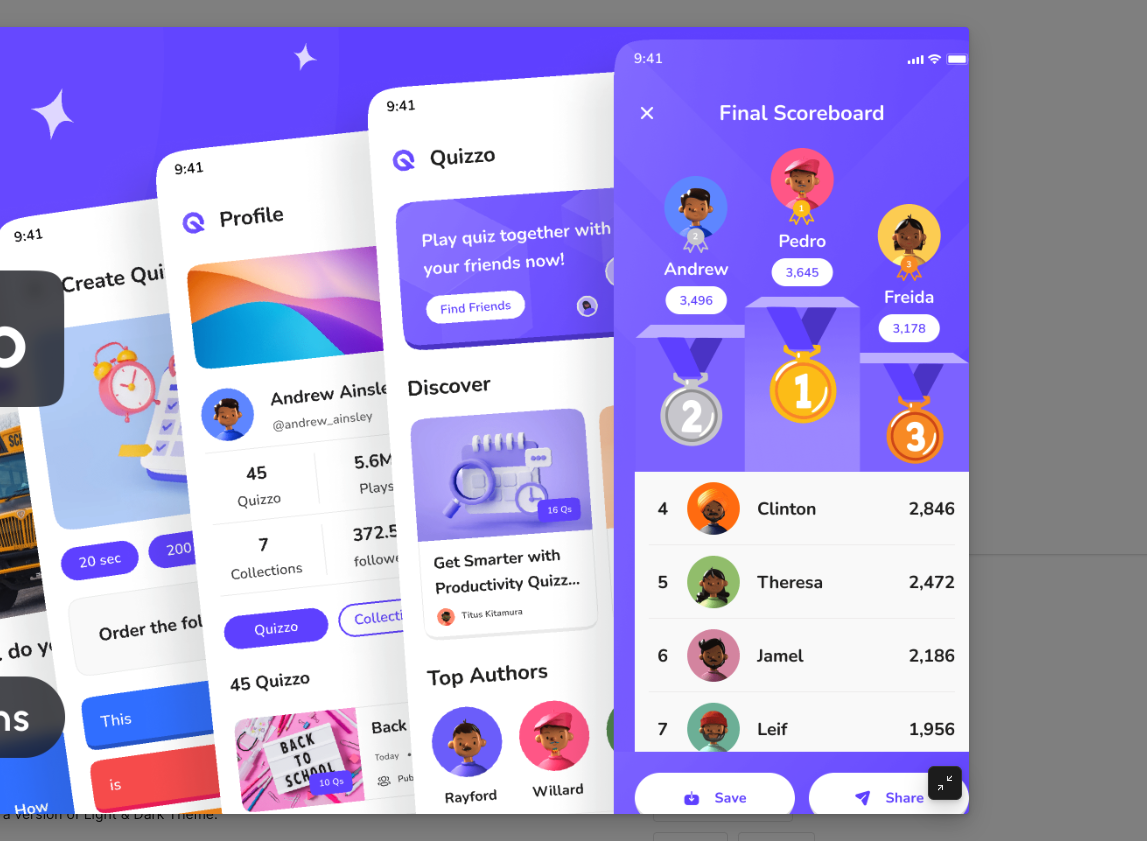 9:41
Create Qui
20 sec
200
Order the fol
This
is
How
do yo
ns
o
SCH
9:41
Profile
Andrew Ainsle
@andrew_ainsley
45
Quizzo
5.6M
Plays
7
Collections
372.5
followe
Quizzo
Collecti
45 Quizzo
BACK
TO
SCHOOL
10 Qs
Back
Today •
Pub
9:41
Quizzo
Play quiz together with
your friends now!
Find Friends
Discover
16 Qs
Get Smarter with
Productivity Quizz...
Titus Kitamura
Top Authors
Rayford
Willard
9:41
Final Scoreboard
1
2
3
Pedro
3,645
Andrew
3,496
Freida
3,178
1
2
3
4 Clinton 2,846
5 Theresa 2,472
6 Jamel 2,186
7 Leif 1,956
Save
Share
a version of Light & Dark Theme.